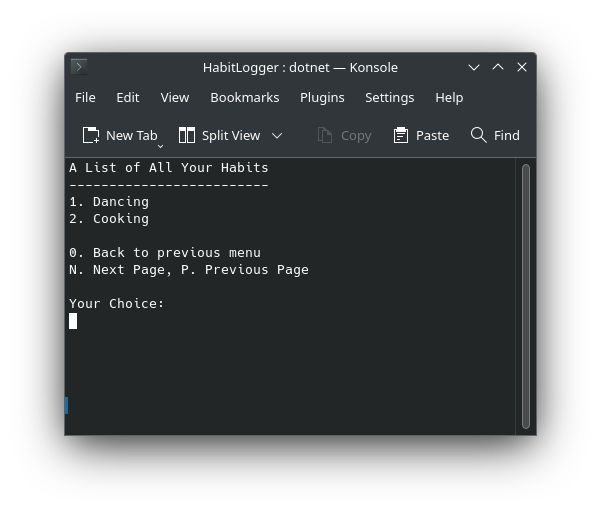 HabitLogger : dotnet — Konsole
File Edit View Bookmarks Plugins Settings Help
New Tab Split View Copy Paste Find
A List of All Your Habits
-------------------------
1. Dancing
2. Cooking
0. Back to previous menu
N. Next Page, P. Previous Page
Your Choice: